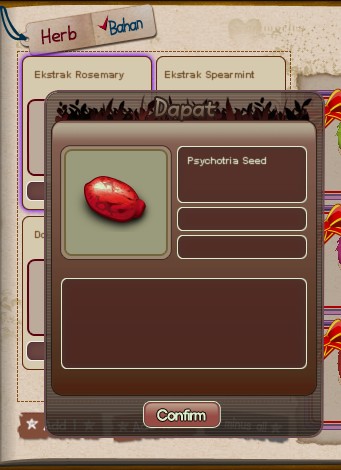 Herb
Bahan
Ekstrak Rosemary
Ekstrak Spearmint
Dapat
Psychotria Seed
Confirm